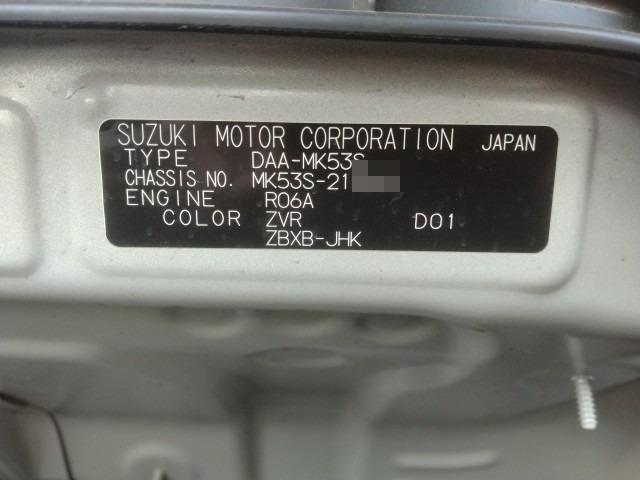 SUZUKI MOTOR CORPORATION JAPAN
TYPE DAA-MK53S
CHASSIS NO. MK53S-21
ENGINE R06A
COLOR ZVR D01
ZBXB-JHK